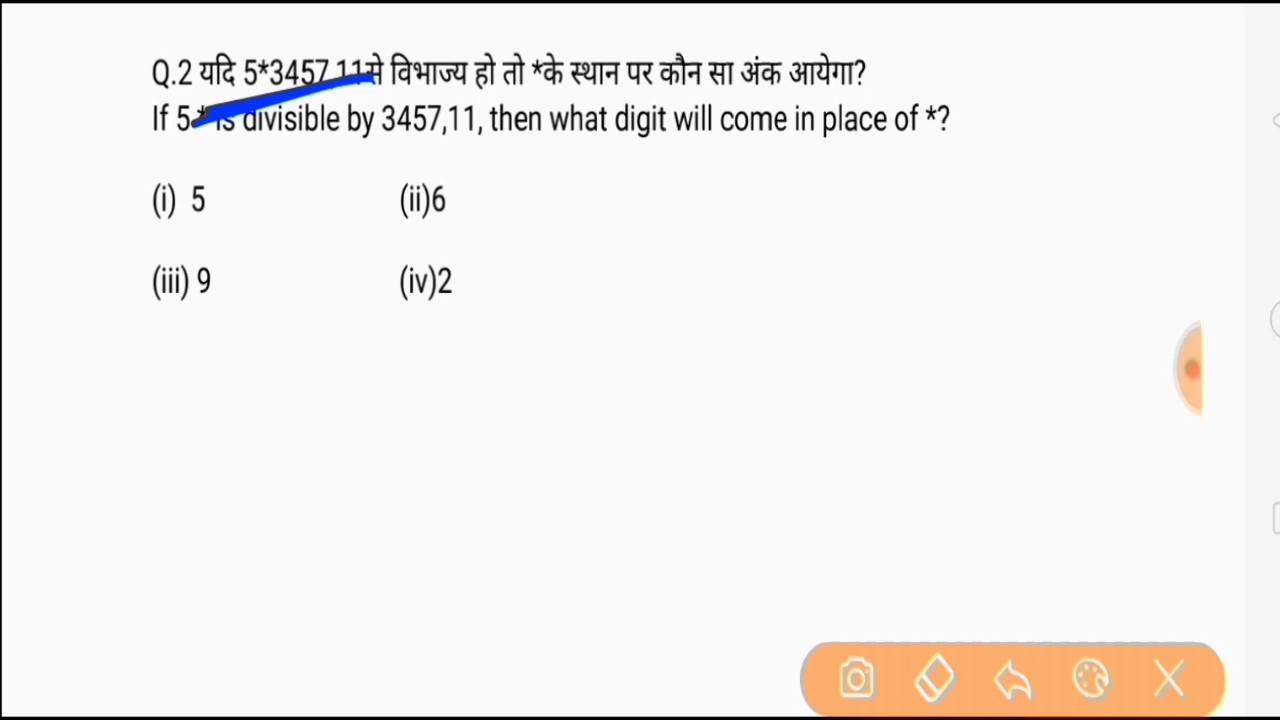 Q.2 यदि 5*3457,11से विभाज्य हो तो *के स्थान पर कौन सा अंक आयेगा?
If 5* is divisible by 3457,11, then what digit will come in place of *?
(i) 5 (ii)6
(iii) 9 (iv)2